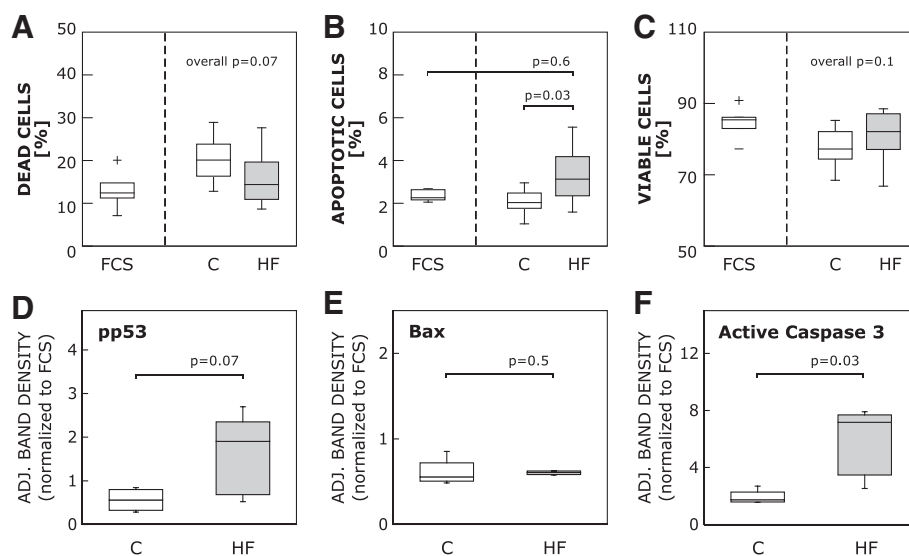 A
DEAD CELLS
[%]
50
40
30
20
10
0
overall p=0.07
+
FCS
C
HF
B
APOPTOTIC CELLS
[%]
10
8
6
4
2
0
p=0.6
p=0.03
FCS
C
HF
C
VIABLE CELLS
[%]
110
90
70
50
overall p=0.1
+
FCS
C
HF
D
pp53
ADJ. BAND DENSITY
(normalized to FCS)
4
3
2
1
0
p=0.07
C
HF
E
Bax
ADJ. BAND DENSITY
(normalized to FCS)
2
1
0
p=0.5
C
HF
F
Active Caspase 3
ADJ. BAND DENSITY
(normalized to FCS)
12
8
4
0
p=0.03
C
HF